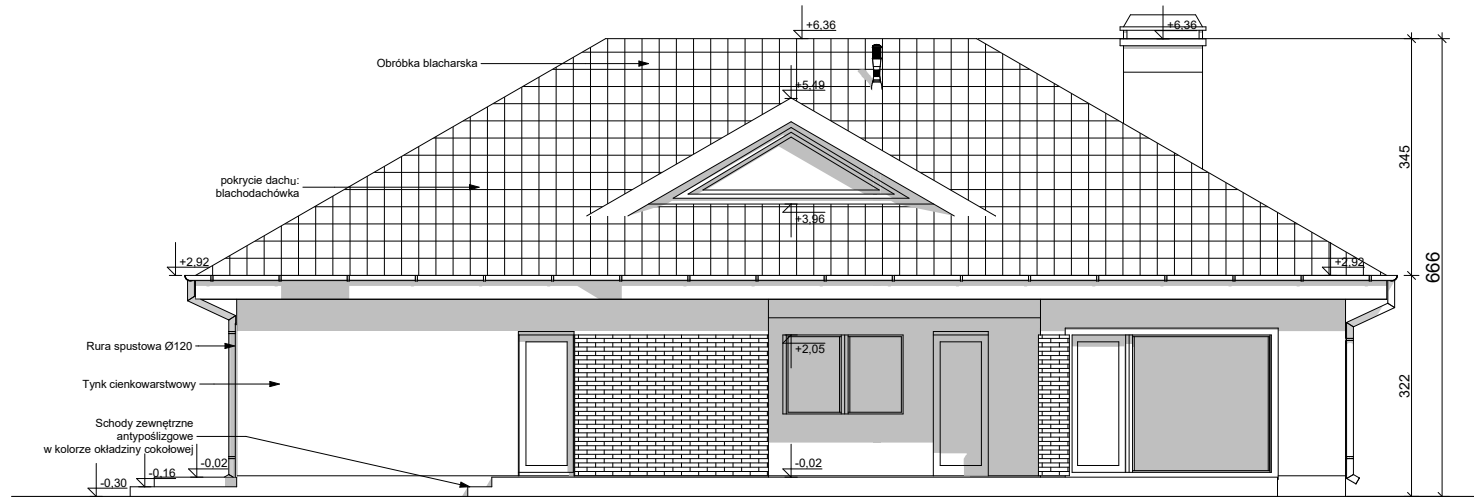 +6,36
+6,36
Obróbka blacharska
+5,49
345
pokrycie dachu:
blachodachówka
+3,96
+2,92
+2,92
666
Rura spustowa Ø120
+2,05
Tynk cienkowarstwowy
322
Schody zewnętrzne
antypoślizgowe
w kolorze okładziny cokołowej
-0,02
-0,02
-0,16
-0,30